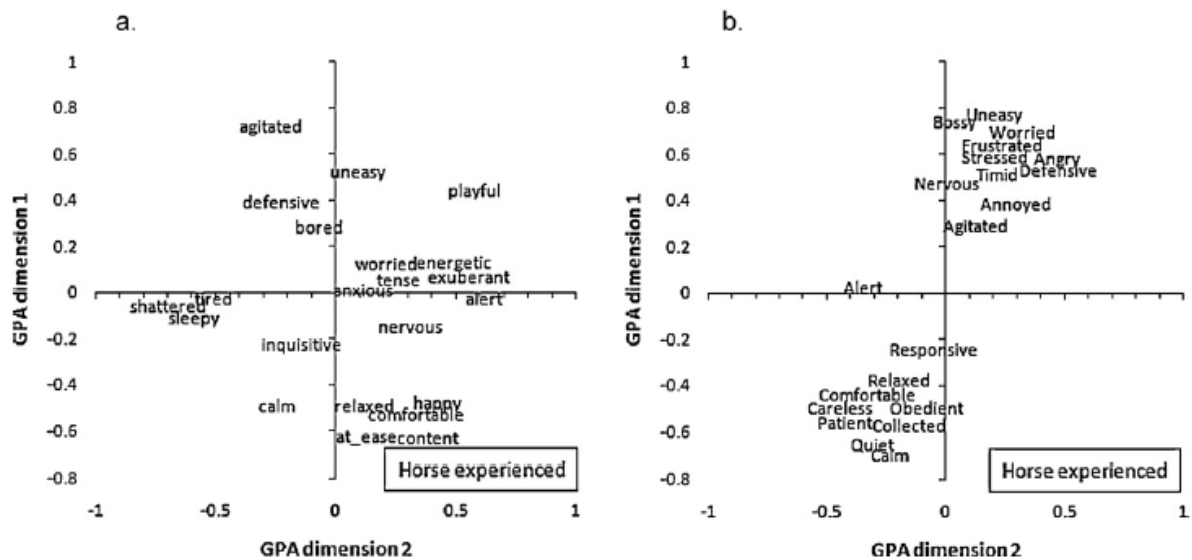 a.
1
0.8
0.6
0.4
0.2
0
-0.2
-0.4
-0.6
-0.8
-1
-0.5
0
0.5
1
GPA dimension 1
GPA dimension 2
agitated
uneasy
playful
defensive
bored
worried
energetic
tense
exuberant
anxious
alert
tired
shattered
sleepy
nervous
inquisitive
calm
relaxed
happy
comfortable
at_ease
content
Horse experienced
b.
1
0.8
0.6
0.4
0.2
0
-0.2
-0.4
-0.6
-0.8
-1
-0.5
0
0.5
1
GPA dimension 1
GPA dimension 2
Uneasy
Bossy
Worried
Frustrated
Stressed
Angry
Timid
Defensive
Nervous
Annoyed
Agitated
Alert
Responsive
Relaxed
Comfortable
Careless
Obedient
Patient
Collected
Quiet
Calm
Horse experienced